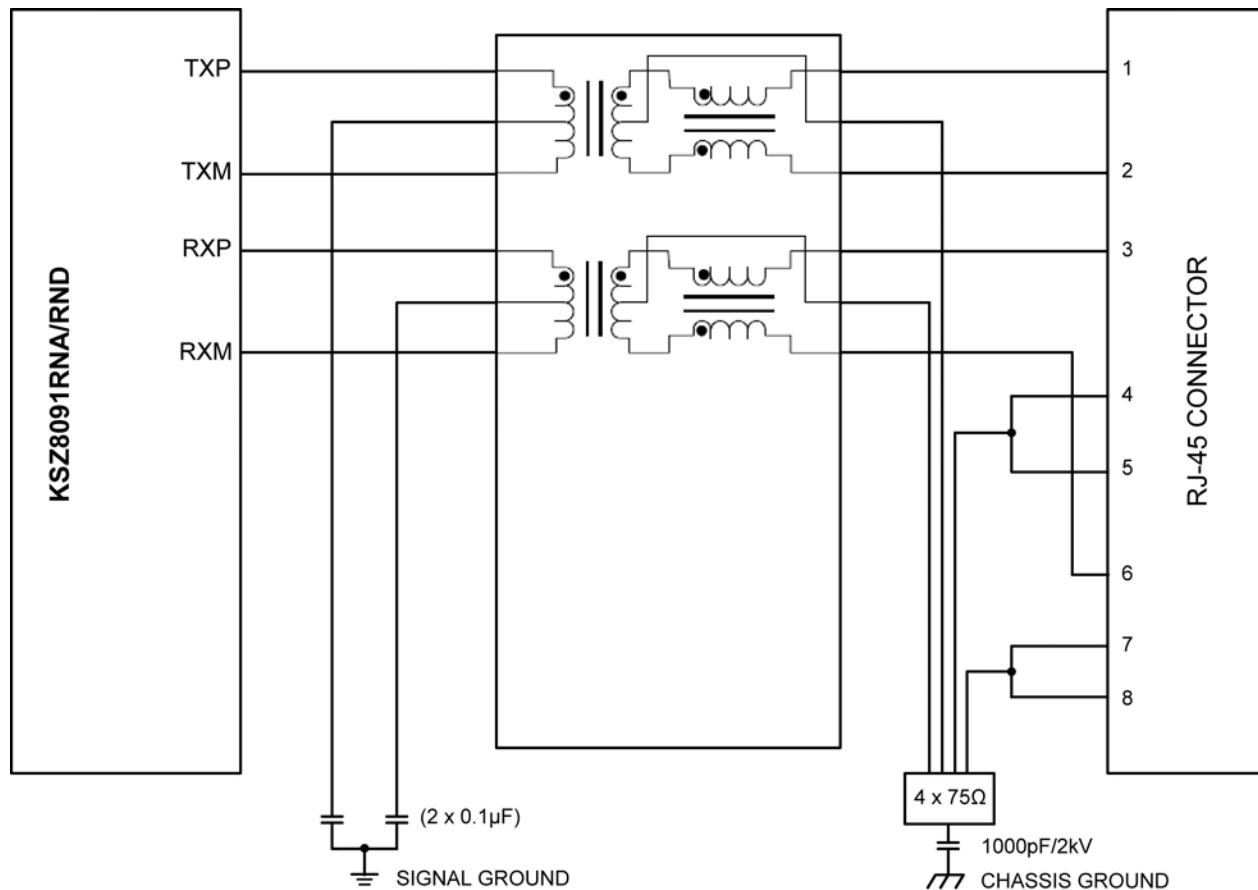 KSZ8091RNA/RND
TXP
TXM
RXP
RXM
1
2
3
4
5
6
7
8
RJ-45 CONNECTOR
(2 x 0.1µF)
SIGNAL GROUND
4 x 75Ω
1000pF/2kV
CHASSIS GROUND